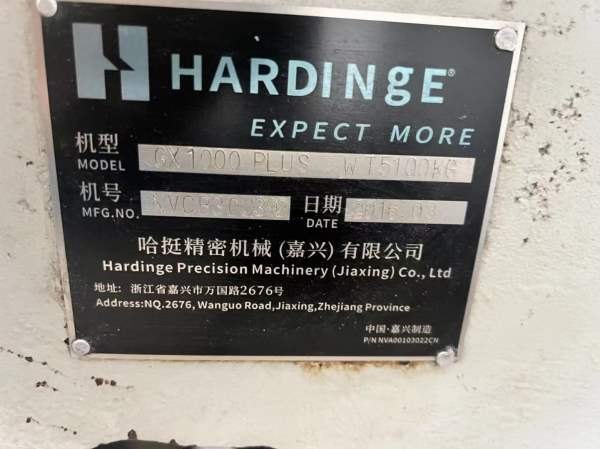 HARDINGE®
EXPECT MORE
机型 GX1000 PLUS WT5100KG
MODEL
机号 日期
MFG.NO. DATE
哈挺精密机械(嘉兴)有限公司
Hardinge Precision Machinery (Jiaxing) Co., Ltd
地址: 浙江省嘉兴市万国路2676号
Address:NQ.2676, Wanguo Road,Jiaxing,Zhejiang Province
中国·嘉兴制造
P/N NVA00103022CN